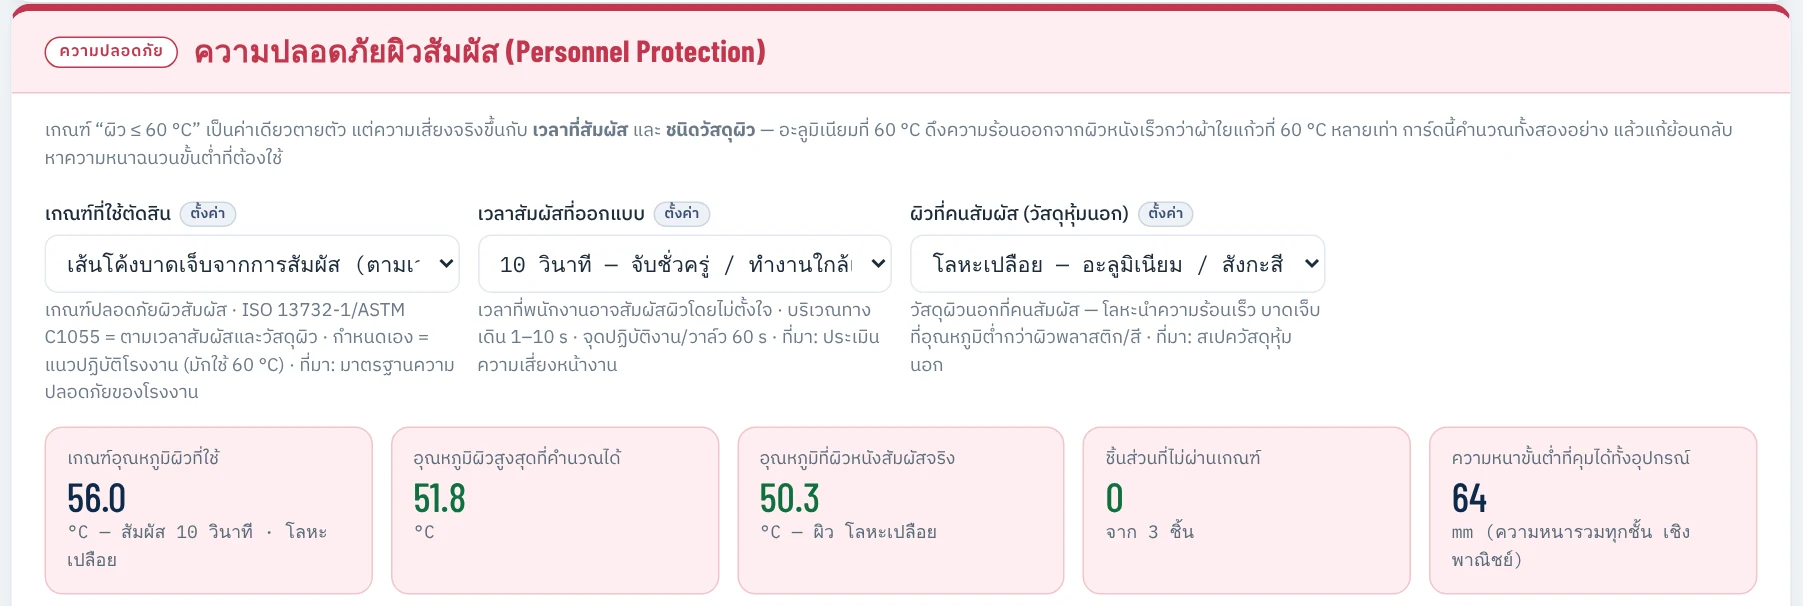 ความปลอดภัย ความปลอดภัยผิวสัมผัส (Personnel Protection)
เกณฑ์ “ผิว ≤ 60 °C” เป็นค่าเดียวตายตัว แต่ความเสี่ยงจริงขึ้นกับ เวลาที่สัมผัส และ ชนิดวัสดุผิว — อะลูมิเนียมที่ 60 °C ดึงความร้อนออกจากผิวหนังเร็วกว่าผ้าใยแก้วที่ 60 °C หลายเท่า การ์ดนี้คำนวณทั้งสองอย่าง แล้วแก้ย้อนกลับ
หาความหนาฉนวนขั้นต่ำที่ต้องใช้
เกณฑ์ที่ใช้ตัดสิน ตั้งค่า
เส้นโค้งบาดเจ็บจากการสัมผัส (ตาม
เกณฑ์ปลอดภัยผิวสัมผัส · ISO 13732-1/ASTM
C1055 = ตามเวลาสัมผัสและวัสดุผิว · กำหนดเอง =
แนวปฏิบัติโรงงาน (มักใช้ 60 °C) · ที่มา: มาตรฐานความ
ปลอดภัยของโรงงาน
เวลาสัมผัสที่ออกแบบ ตั้งค่า
10 วินาที — จับชั่วครู่ / ทำงานใกล้
เวลาที่พนักงานอาจสัมผัสผิวโดยไม่ตั้งใจ · บริเวณทาง
เดิน 1–10 s · จุดปฏิบัติงาน/วาล์ว 60 s · ที่มา: ประเมิน
ความเสี่ยงหน้างาน
ผิวที่คนสัมผัส (วัสดุหุ้มนอก) ตั้งค่า
โลหะเปลือย — อะลูมิเนียม / สังกะสี
วัสดุผิวนอกที่คนสัมผัส — โลหะนำความร้อนเร็ว บาดเจ็บ
ที่อุณหภูมิต่ำกว่าผิวพลาสติก/สี · ที่มา: สเปควัสดุหุ้ม
นอก
เกณฑ์อุณหภูมิผิวที่ใช้
56.0
°C — สัมผัส 10 วินาที · โลหะ
เปลือย
อุณหภูมิผิวสูงสุดที่คำนวณได้
51.8
°C
อุณหภูมิที่ผิวหนังสัมผัสจริง
50.3
°C — ผิว โลหะเปลือย
ชิ้นส่วนที่ไม่ผ่านเกณฑ์
0
จาก 3 ชิ้น
ความหนาขั้นต่ำที่คุมได้ทั้งอุปกรณ์
64
mm (ความหนารวมทุกชั้น เชิง
พาณิชย์)